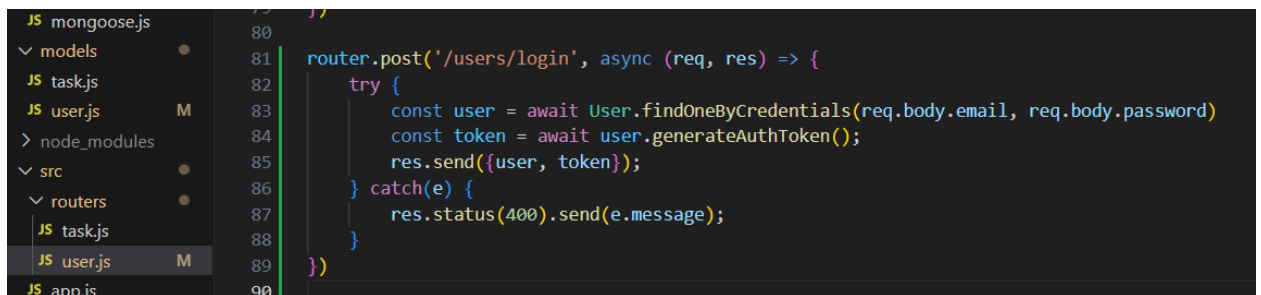 JS mongoose.js
models
JS task.js
JS user.js M
node_modules
src
routers
JS task.js
JS user.js M
JS app.js
79 })
80
81 router.post('/users/login', async (req, res) => {
82 try {
83 const user = await User.findOneByCredentials(req.body.email, req.body.password)
84 const token = await user.generateAuthToken();
85 res.send({user, token});
86 } catch(e) {
87 res.status(400).send(e.message);
88 }
89 })
90